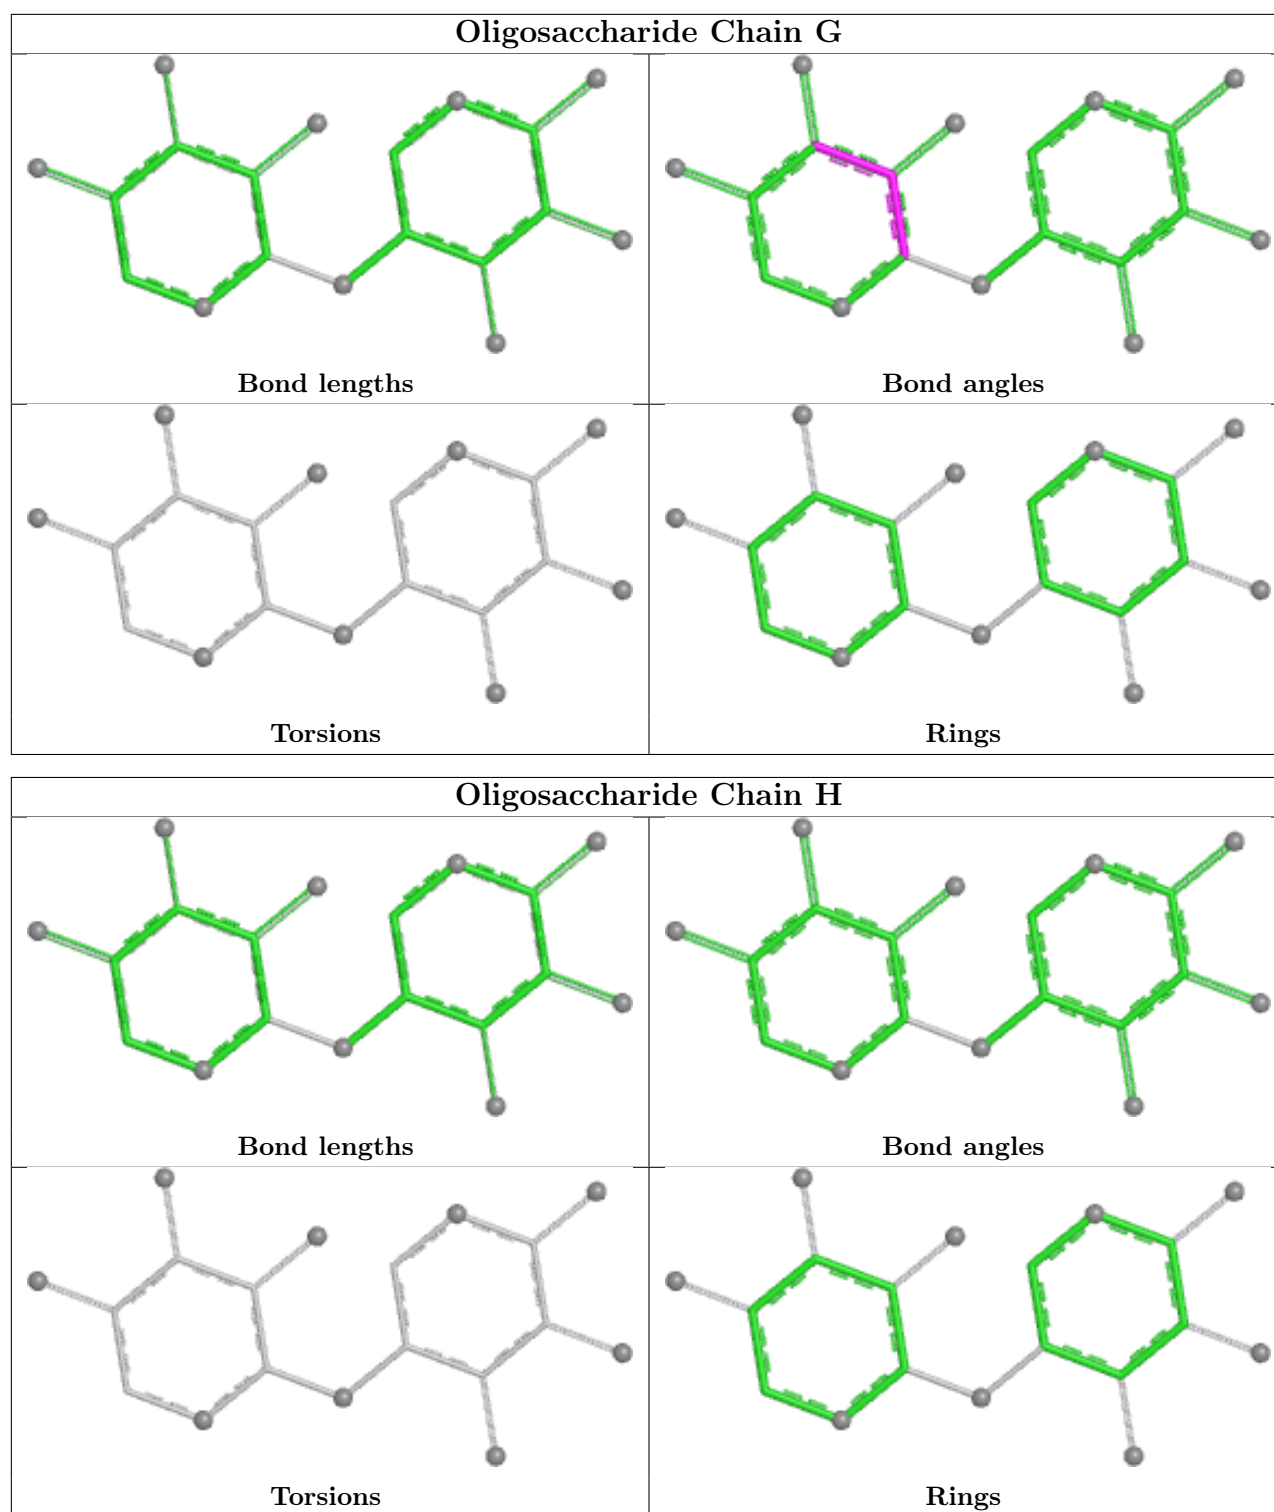 Oligosaccharide Chain G
Bond lengths
Bond angles
Torsions
Rings
Oligosaccharide Chain H
Bond lengths
Bond angles
Torsions
Rings